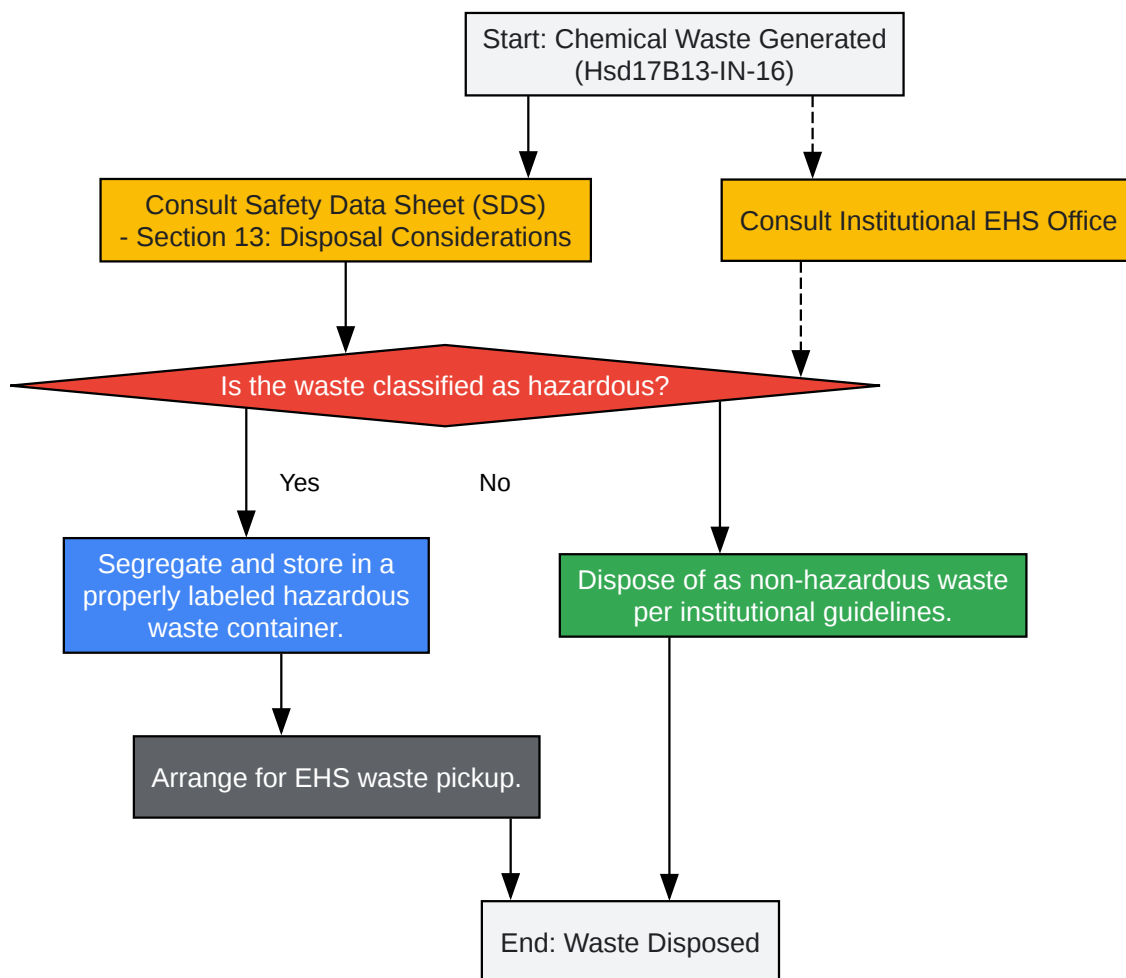 Start: Chemical Waste Generated
(Hsd17B13-IN-16)
Consult Safety Data Sheet (SDS)
- Section 13: Disposal Considerations
Consult Institutional EHS Office
Is the waste classified as hazardous?
Yes
No
Segregate and store in a
properly labeled hazardous
waste container.
Dispose of as non-hazardous waste
per institutional guidelines.
Arrange for EHS waste pickup.
End: Waste Disposed